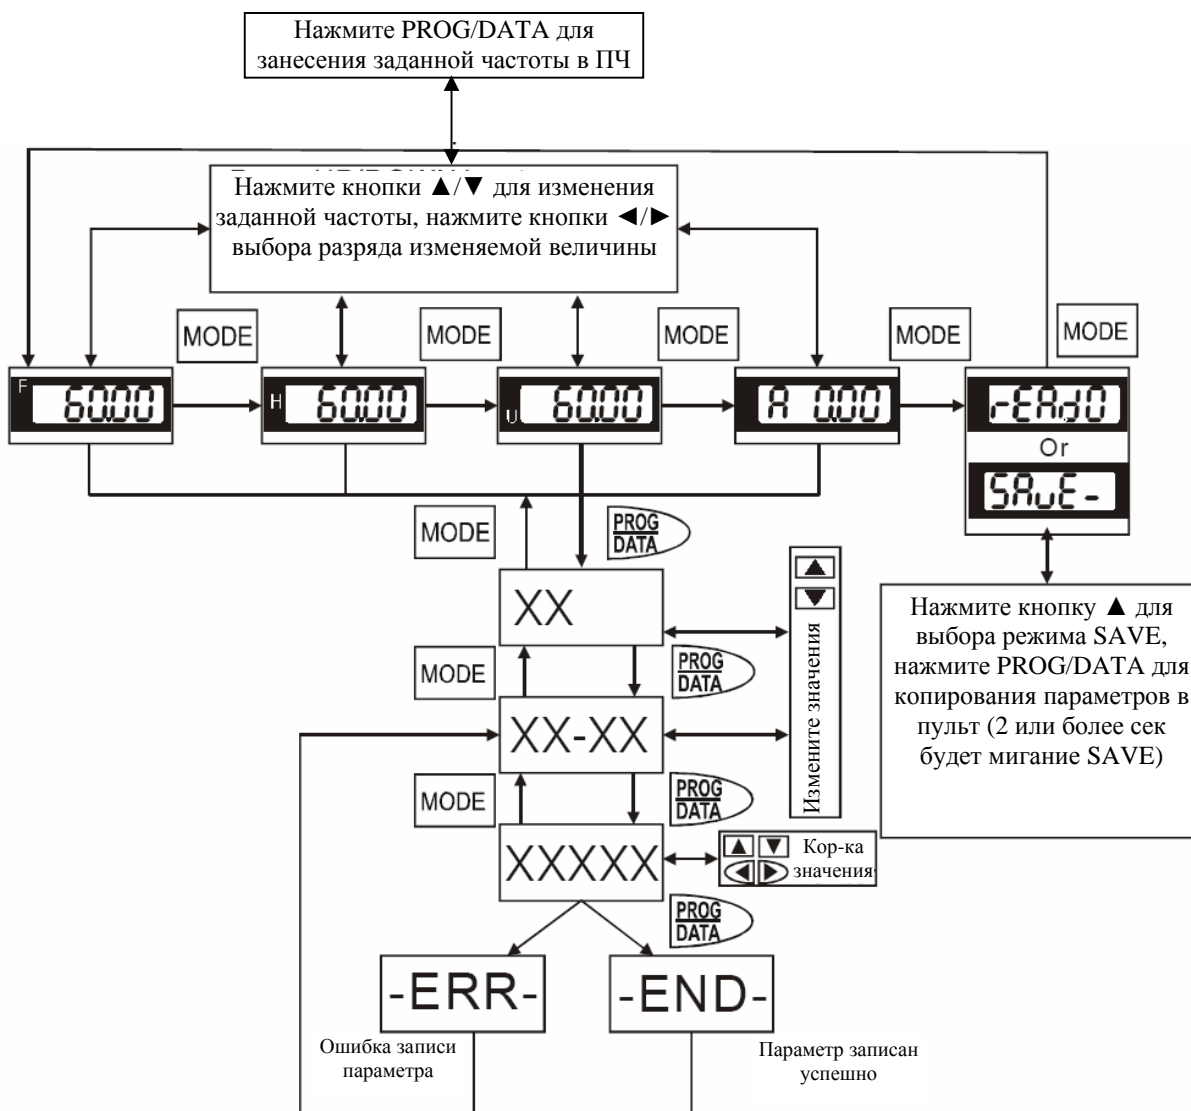 Нажмите PROG/DATA для
занесения заданной частоты в ПЧ
Нажмите кнопки ▲/▼ для изменения
заданной частоты, нажмите кнопки ◄/►
выбора разряда изменяемой величины
MODE
MODE
MODE
MODE
MODE
F 60.00
H 60.00
U 60.00
A 0.00
rEAd0
Or
SAvE-
MODE
PROG
DATA
XX
MODE
PROG
DATA
XX-XX
MODE
PROG
DATA
XXXXX
▲
▼
Измените значения
▲ ▼ Кор-ка
◄ ► значения
PROG
DATA
Нажмите кнопку ▲ для
выбора режима SAVE,
нажмите PROG/DATA для
копирования параметров в
пульт (2 или более сек
будет мигание SAVE)
-ERR-
-END-
Ошибка записи
параметра
Параметр записан
успешно